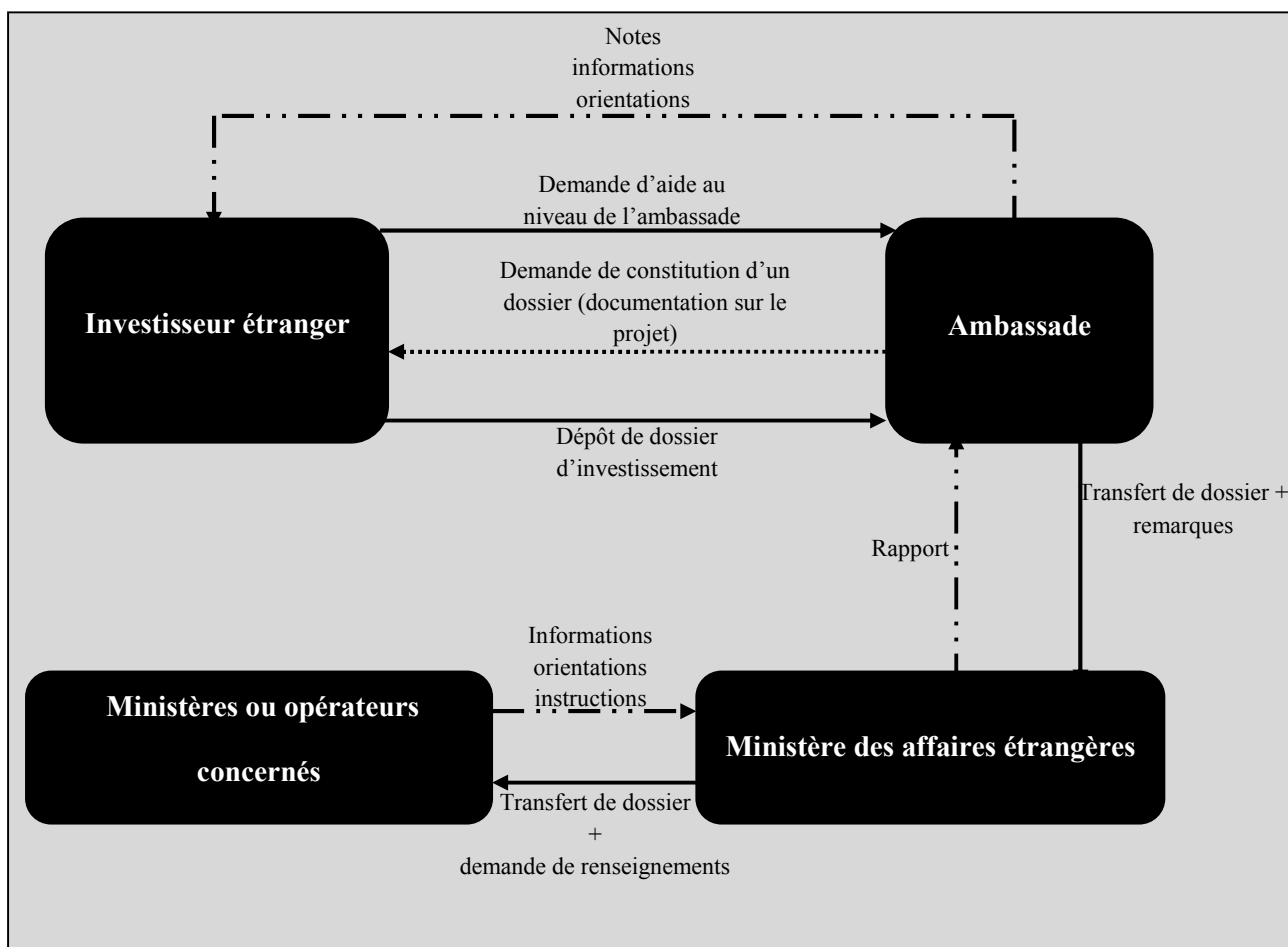 Notes
informations
orientations
Demande d’aide au
niveau de l’ambassade
Investisseur étranger
Demande de constitution d’un
dossier (documentation sur le
projet)
Ambassade
Dépôt de dossier
d’investissement
Transfert de dossier +
remarques
Rapport
Informations
orientations
instructions
Ministères ou opérateurs
concernés
Ministère des affaires étrangères
Transfert de dossier
+
demande de renseignements